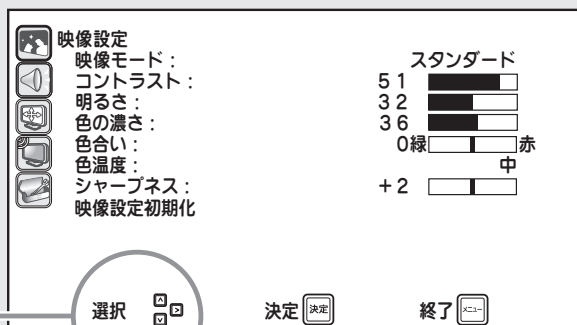 映像設定
映像モード： スタンダード
コントラスト： 51
明るさ： 32
色の濃さ： 36
色合い： 0緑 赤
色温度： 中
シャープネス： +2
映像設定初期化
選択 決定 決定 終了 メニュー